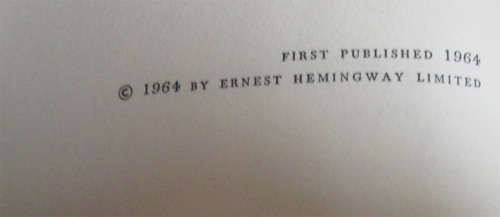 FIRST PUBLISHED 1964
© 1964 BY ERNEST HEMINGWAY LIMITED